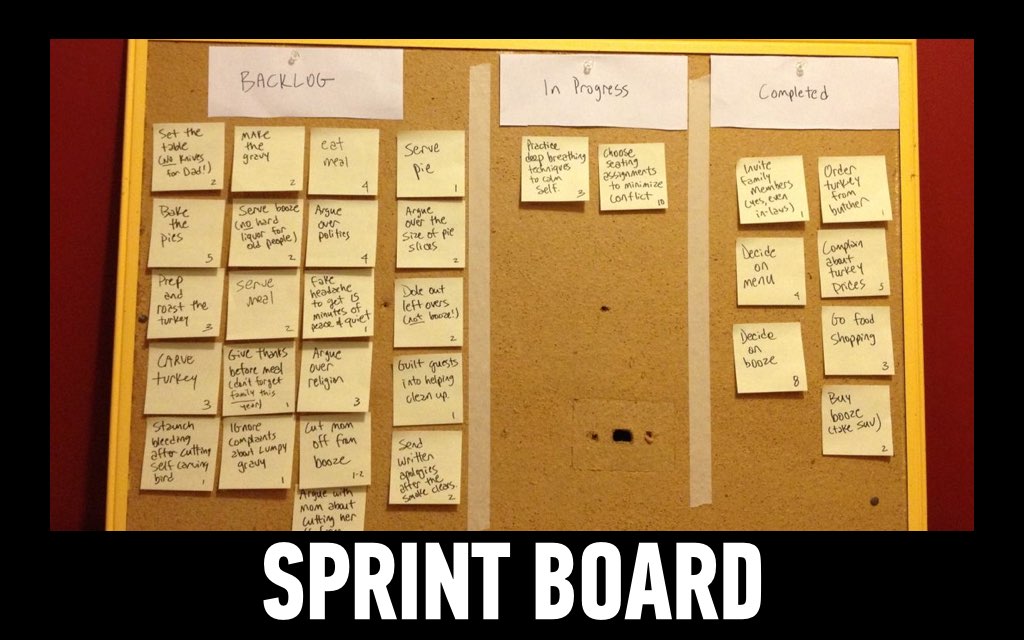 BACKLOG
In Progress
Completed
Set the
table
(No knives
for Dad!)
2
Bake
the
pies
5
Prep
and
roast the
turkey
3
CARVE
turkey
3
Staunch
bleeding
after cutting
self carving
bird
1
MAKE
the
gravy
2
Serve booze
(no hard
liquor for
old people)
2
serve
meal
2
Give thanks
before meal
(don't forget
family this
year)
1
IGnore
complaints
about Lumpy
gravy
1
eat
meal
4
Argue
over
politics
4
fake
headache
to get 15
minutes of
peace & quiet
1
Argue
over
religion
3
Cut mom
off from
booze
1-2
Argue with
mom about
cutting her
Serve
pie
1
Argue
over the
size of pie
slices
2
Dole out
left overs
(not booze!)
2
Guilt guests
into helping
clean up.
1
Send
written
apologies
after the
smoke clears.
2
Practice
deep breathing
techniques
to calm
self.
3
Choose
seating
assignments
to minimize
conflict
10
Invite
family
members
(yes, even
in-laws)
1
Decide
on
menu
4
Decide
on
booze
8
Order
turkey
from
butcher
1
Complain
about
turkey
prices
5
Go food
shopping
3
Buy
booze
(take SUV)
2
SPRINT BOARD